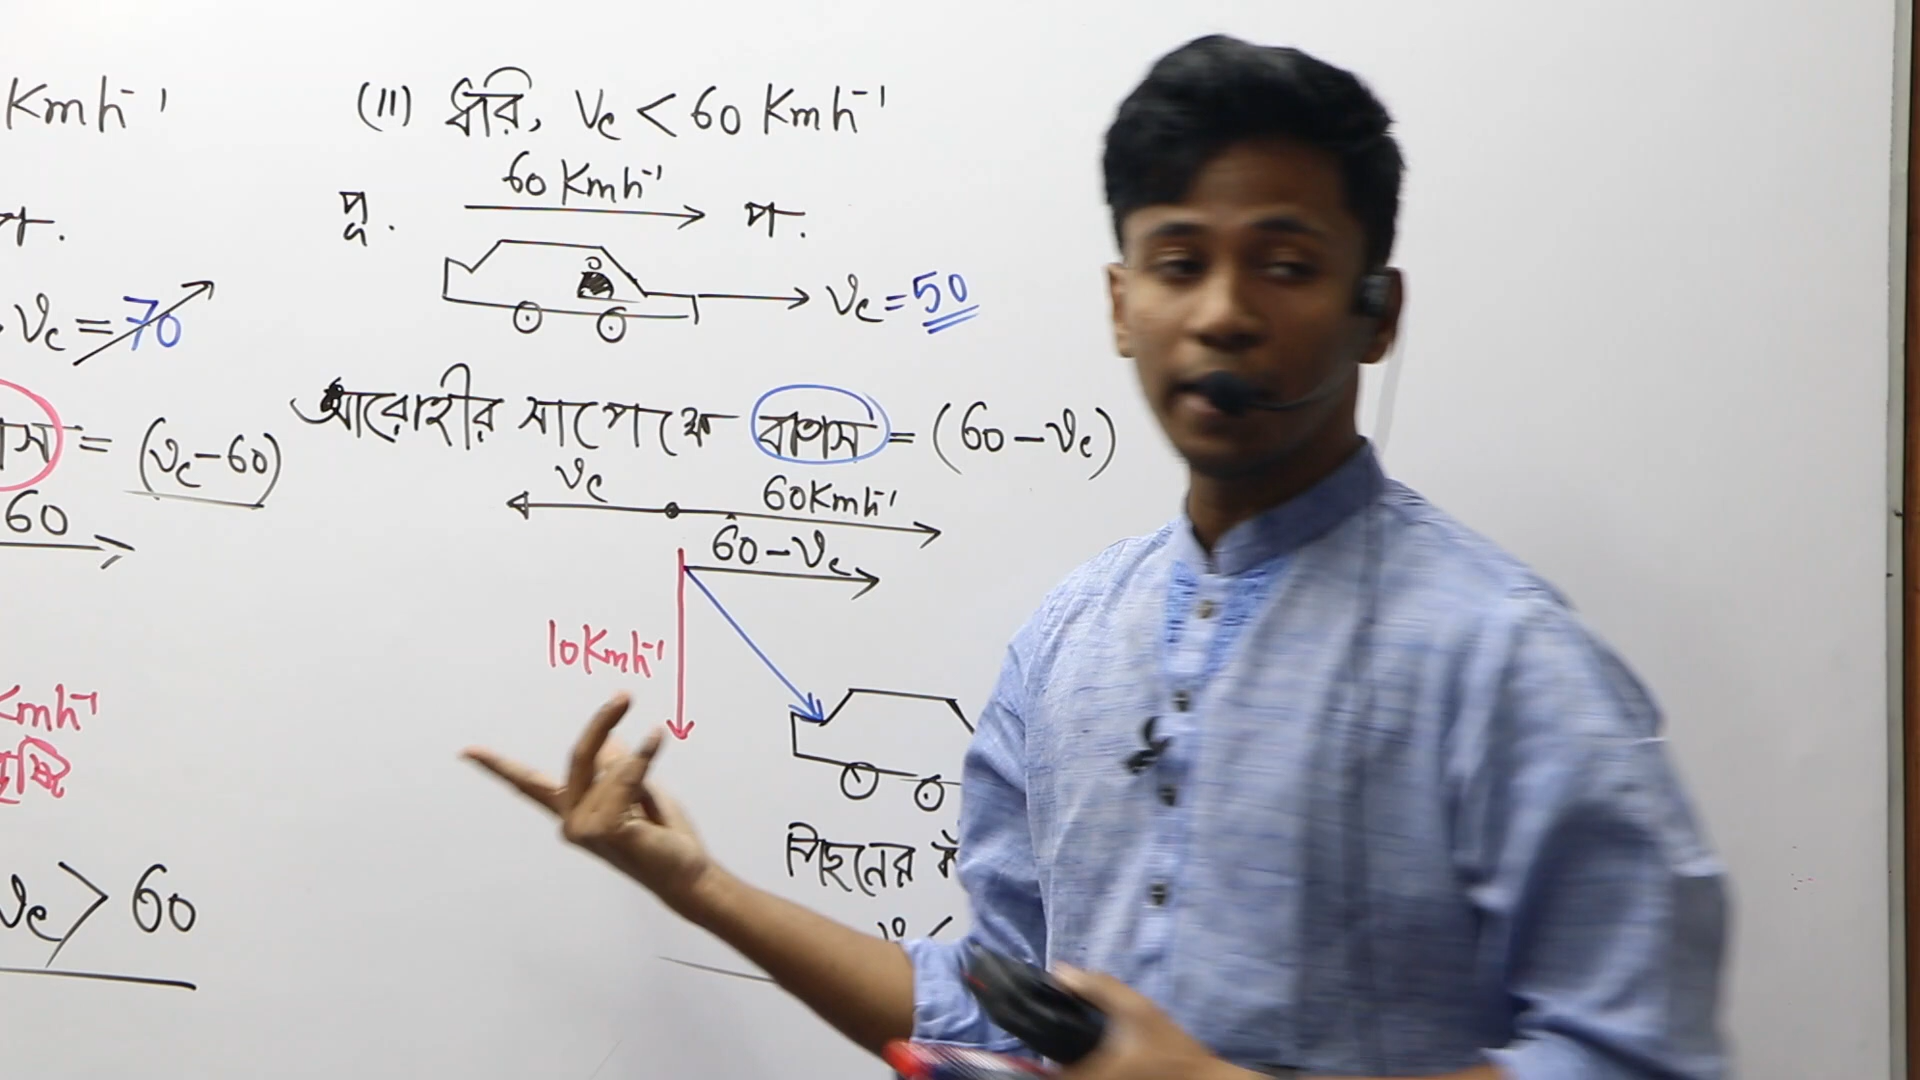 Kmh⁻¹
প.
Vc = 70
= (Vc-60)
60
Kmh⁻¹
Vc > 60
(II) ধরি, Vc < 60 Kmh⁻¹
60 Kmh⁻¹
পূ. প.
Vc = 50
আরোহীর সাপেক্ষে বাতাস = (60-Vc)
Vc 60Kmh⁻¹
60-Vc
10Kmh⁻¹
পিছনের